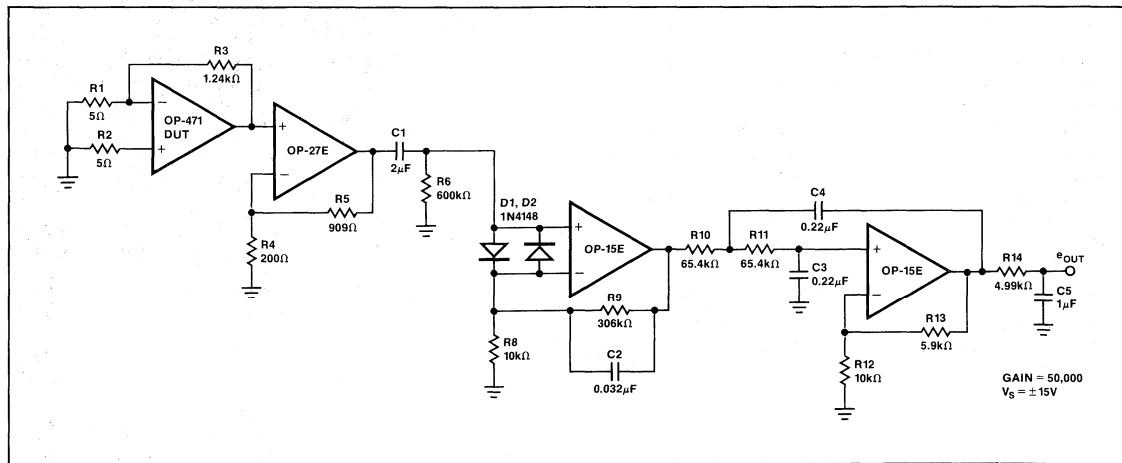 R3
1.24kΩ
R1
5Ω
OP-471
DUT
R2
5Ω
OP-27E
C1
2μF
R5
909Ω
R4
200Ω
R6
600kΩ
D1, D2
1N4148
OP-15E
R9
306kΩ
R8
10kΩ
C2
0.032μF
C4
0.22μF
R10
65.4kΩ
R11
65.4kΩ
C3
0.22μF
OP-15E
R14
4.99kΩ
eOUT
C5
1μF
R13
5.9kΩ
R12
10kΩ
GAIN = 50,000
VS = ±15V